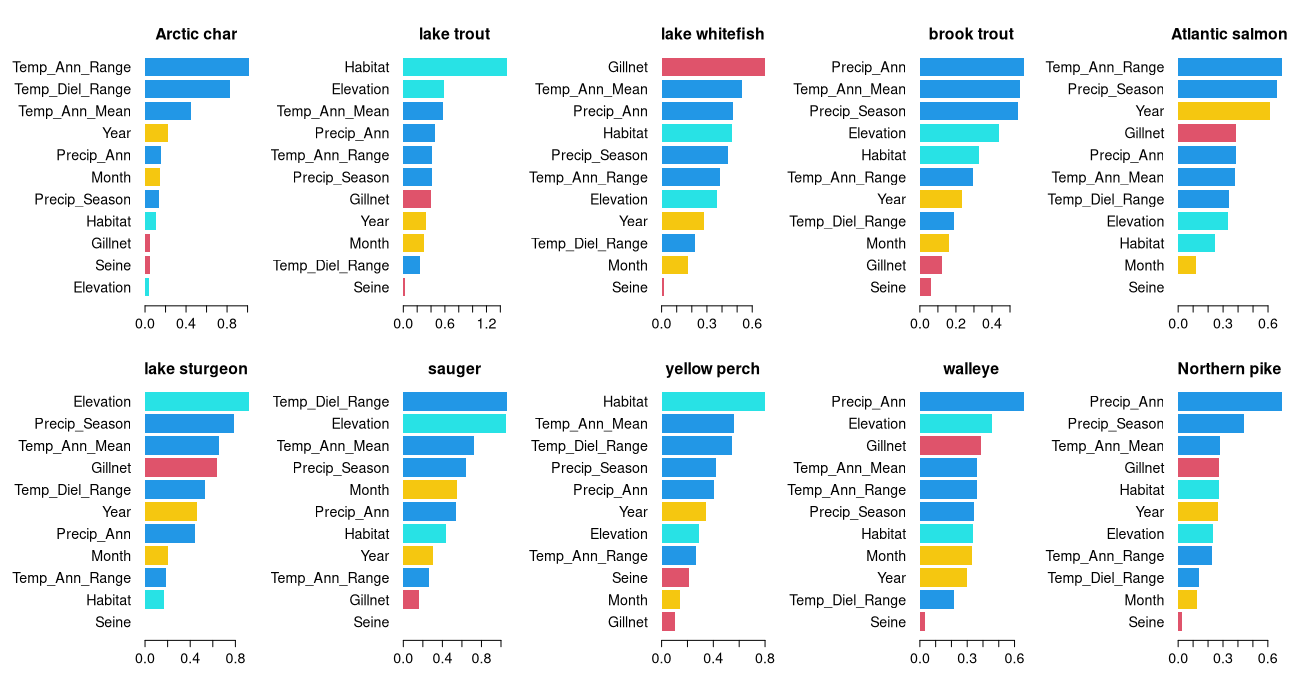 Arctic char
Temp_Ann_Range
Temp_Diel_Range
Temp_Ann_Mean
Year
Precip_Ann
Month
Precip_Season
Habitat
Gillnet
Seine
Elevation
0.0 0.4 0.8
lake trout
Habitat
Elevation
Temp_Ann_Mean
Precip_Ann
Temp_Ann_Range
Precip_Season
Gillnet
Year
Month
Temp_Diel_Range
Seine
0.0 0.6 1.2
lake whitefish
Gillnet
Temp_Ann_Mean
Precip_Ann
Habitat
Precip_Season
Temp_Ann_Range
Elevation
Year
Temp_Diel_Range
Month
Seine
0.0 0.3 0.6
brook trout
Precip_Ann
Temp_Ann_Mean
Precip_Season
Elevation
Habitat
Temp_Ann_Range
Year
Temp_Diel_Range
Month
Gillnet
Seine
0.0 0.2 0.4
Atlantic salmon
Temp_Ann_Range
Precip_Season
Year
Gillnet
Precip_Ann
Temp_Ann_Mean
Temp_Diel_Range
Elevation
Habitat
Month
Seine
0.0 0.3 0.6
lake sturgeon
Elevation
Precip_Season
Temp_Ann_Mean
Gillnet
Temp_Diel_Range
Year
Precip_Ann
Month
Temp_Ann_Range
Habitat
Seine
0.0 0.4 0.8
sauger
Temp_Diel_Range
Elevation
Temp_Ann_Mean
Precip_Season
Month
Precip_Ann
Habitat
Year
Temp_Ann_Range
Gillnet
Seine
0.0 0.4 0.8
yellow perch
Habitat
Temp_Ann_Mean
Temp_Diel_Range
Precip_Season
Precip_Ann
Year
Elevation
Temp_Ann_Range
Seine
Month
Gillnet
0.0 0.4 0.8
walleye
Precip_Ann
Elevation
Gillnet
Temp_Ann_Mean
Temp_Ann_Range
Precip_Season
Habitat
Month
Year
Temp_Diel_Range
Seine
0.0 0.3 0.6
Northern pike
Precip_Ann
Precip_Season
Temp_Ann_Mean
Gillnet
Habitat
Year
Elevation
Temp_Ann_Range
Temp_Diel_Range
Month
Seine
0.0 0.3 0.6